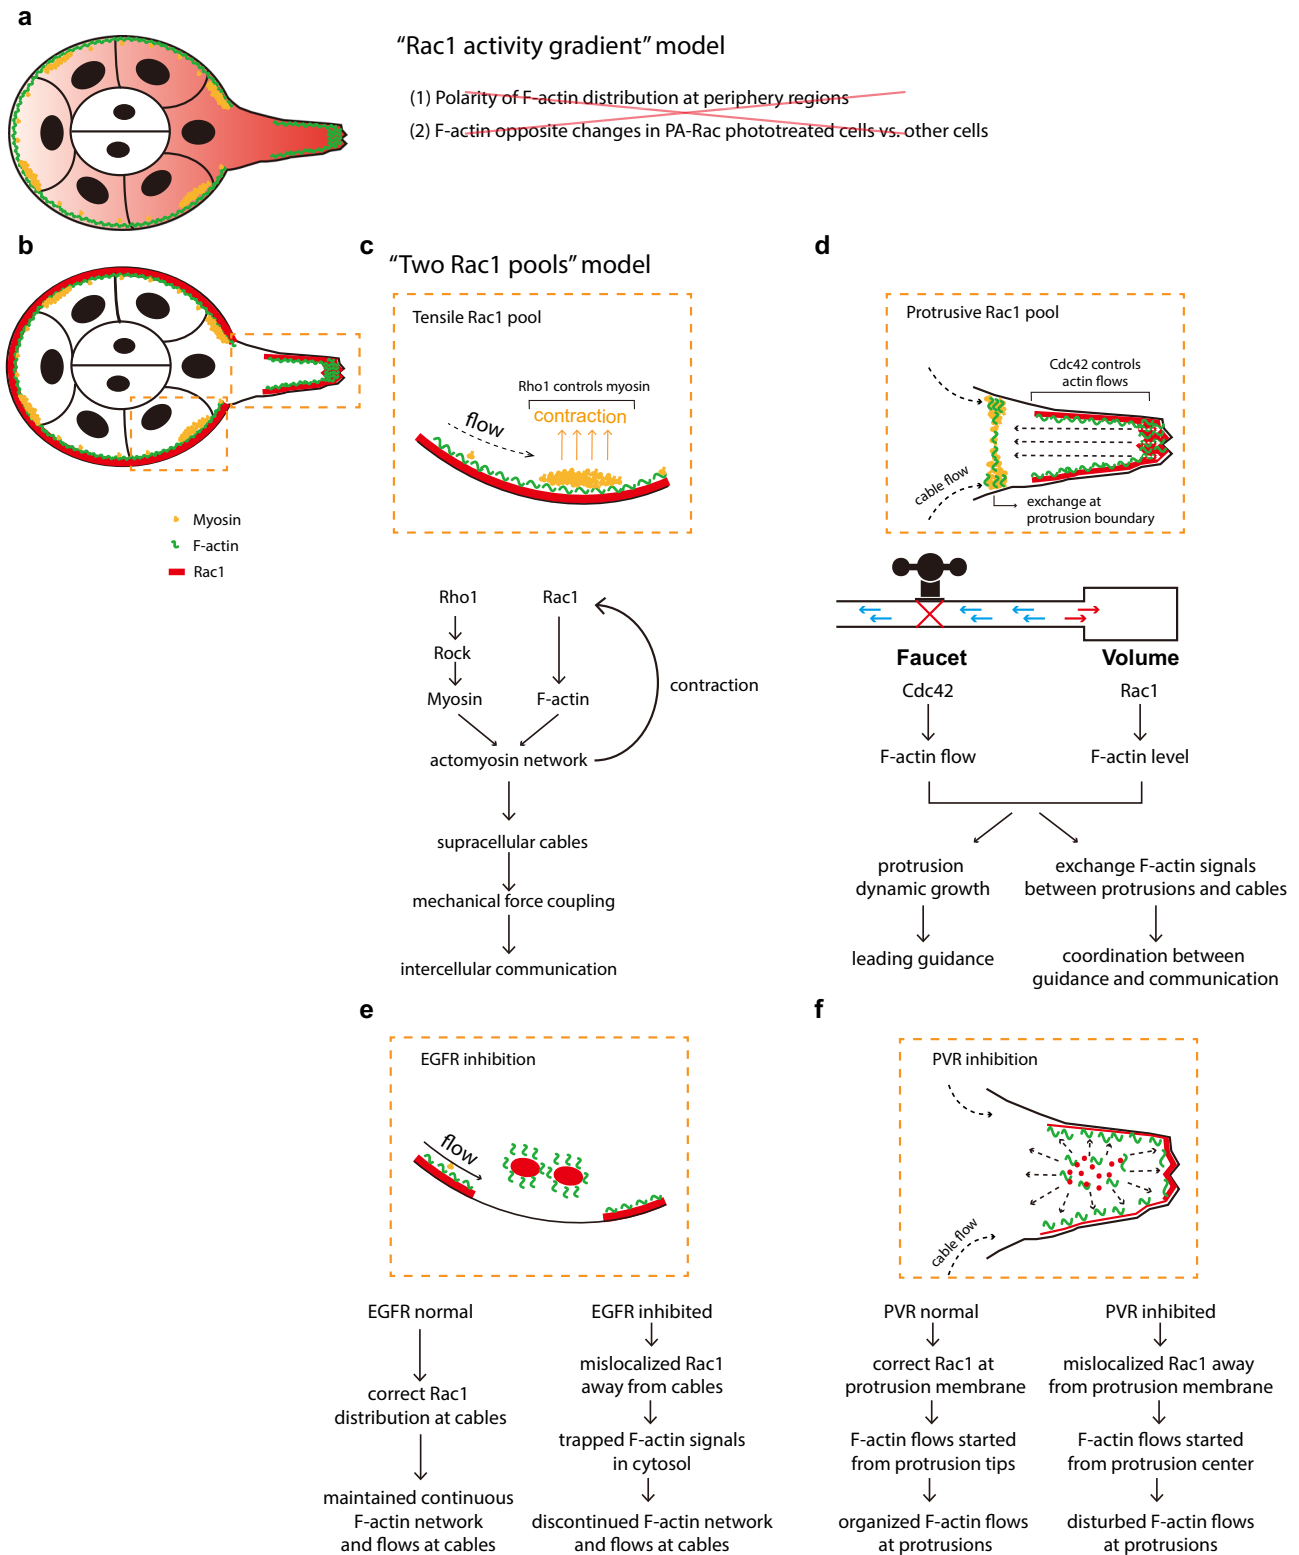 a
“Rac1 activity gradient” model
(1) Polarity of F-actin distribution at periphery regions
(2) F-actin opposite changes in PA-Rac phototreated cells vs. other cells
b
Myosin
F-actin
Rac1
c
“Two Rac1 pools” model
Tensile Rac1 pool
Rho1 controls myosin
contraction
flow
Rho1
Rac1
Rock
Myosin
F-actin
contraction
actomyosin network
supracellular cables
mechanical force coupling
intercellular communication
d
Protrusive Rac1 pool
Cdc42 controls
actin flows
cable flow
exchange at
protrusion boundary
Faucet
Volume
Cdc42
Rac1
F-actin flow
F-actin level
protrusion
dynamic growth
exchange F-actin signals
between protrusions and cables
leading guidance
coordination between
guidance and communication
e
EGFR inhibition
flow
EGFR normal
correct Rac1
distribution at cables
maintained continuous
F-actin network
and flows at cables
EGFR inhibited
mislocalized Rac1
away from cables
trapped F-actin signals
in cytosol
discontinued F-actin network
and flows at cables
f
PVR inhibition
cable flow
PVR normal
correct Rac1 at
protrusion membrane
F-actin flows started
from protrusion tips
organized F-actin flows
at protrusions
PVR inhibited
mislocalized Rac1 away
from protrusion membrane
F-actin flows started
from protrusion center
disturbed F-actin flows
at protrusions